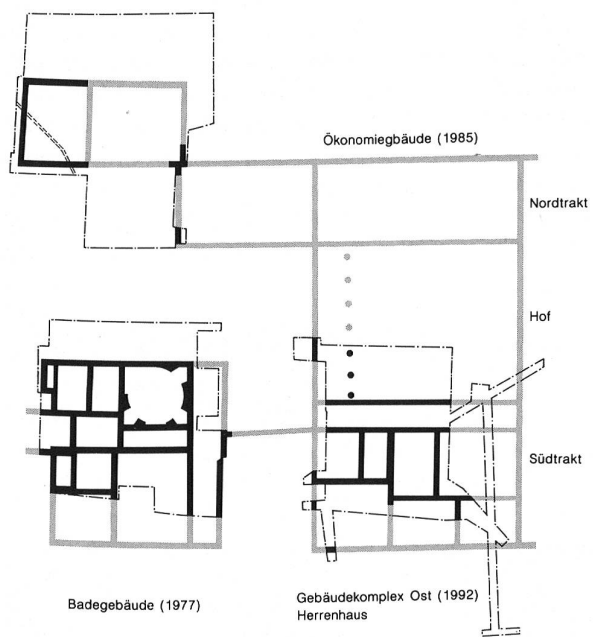 Ökonomiegbäude (1985)
Nordtrakt
Hof
Südtrakt
Badegebäude (1977)
Gebäudekomplex Ost (1992)
Herrenhaus